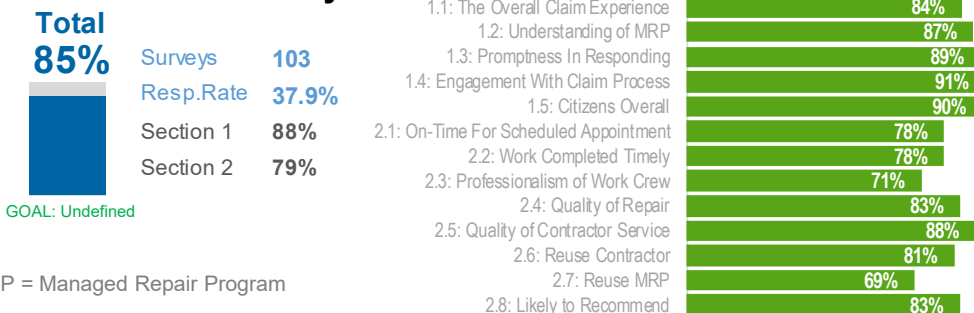 Total
85%
Surveys 103
Resp.Rate 37.9%
Section 1 88%
Section 2 79%
GOAL: Undefined
P = Managed Repair Program
1.1: The Overall Claim Experience 84%
1.2: Understanding of MRP 87%
1.3: Promptness In Responding 89%
1.4: Engagement With Claim Process 91%
1.5: Citizens Overall 90%
2.1: On-Time For Scheduled Appointment 78%
2.2: Work Completed Timely 78%
2.3: Professionalism of Work Crew 71%
2.4: Quality of Repair 83%
2.5: Quality of Contractor Service 88%
2.6: Reuse Contractor 81%
2.7: Reuse MRP 69%
2.8: Likely to Recommend 83%